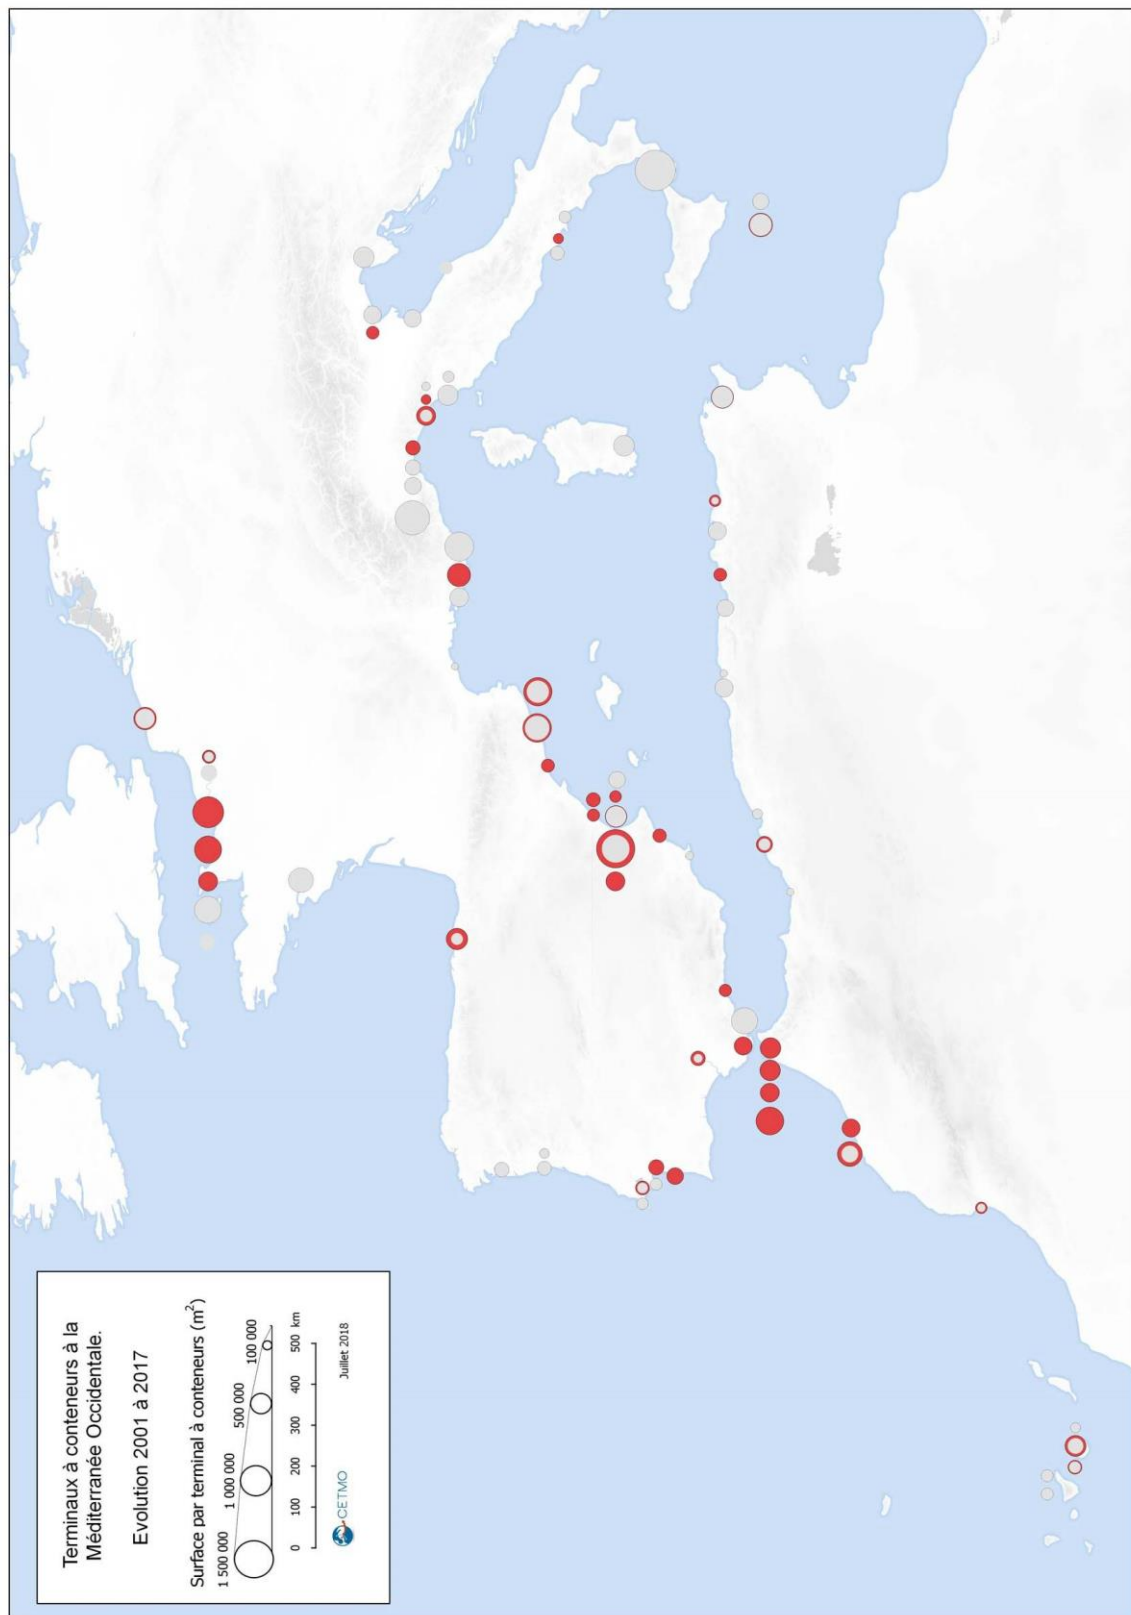 Terminaux à conteneurs à la
Méditerranée Occidentale.
Evolution 2001 à 2017
Surface par terminal à conteneurs (m²)
1 500 000
1 000 000
500 000
100 000
0 100 200 300 400 500 km
CETMO
Juillet 2018